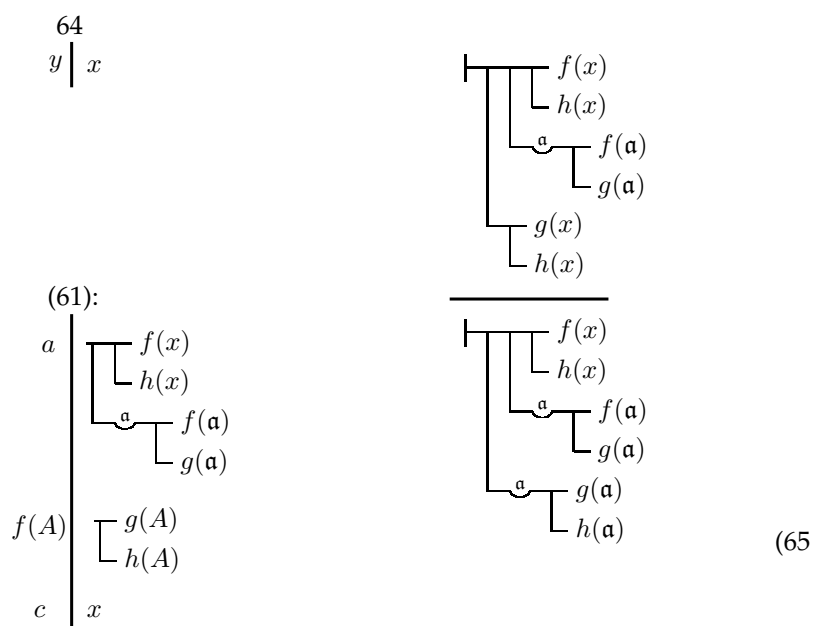 64
y x
f(x)
h(x)
𝔞 f(𝔞)
g(𝔞)
g(x)
h(x)
(61):
a f(x)
h(x)
𝔞 f(𝔞)
g(𝔞)
f(A) g(A)
h(A)
c x
f(x)
h(x)
𝔞 f(𝔞)
g(𝔞)
𝔞 g(𝔞)
h(𝔞)
(65